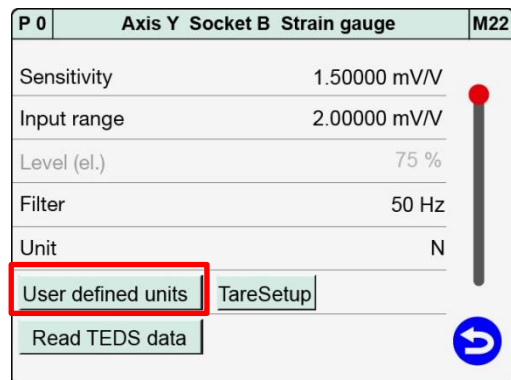 P 0 Axis Y Socket B Strain gauge M22
Sensitivity 1.50000 mV/V
Input range 2.00000 mV/V
Level (el.) 75 %
Filter 50 Hz
Unit N
User defined units TareSetup
Read TEDS data